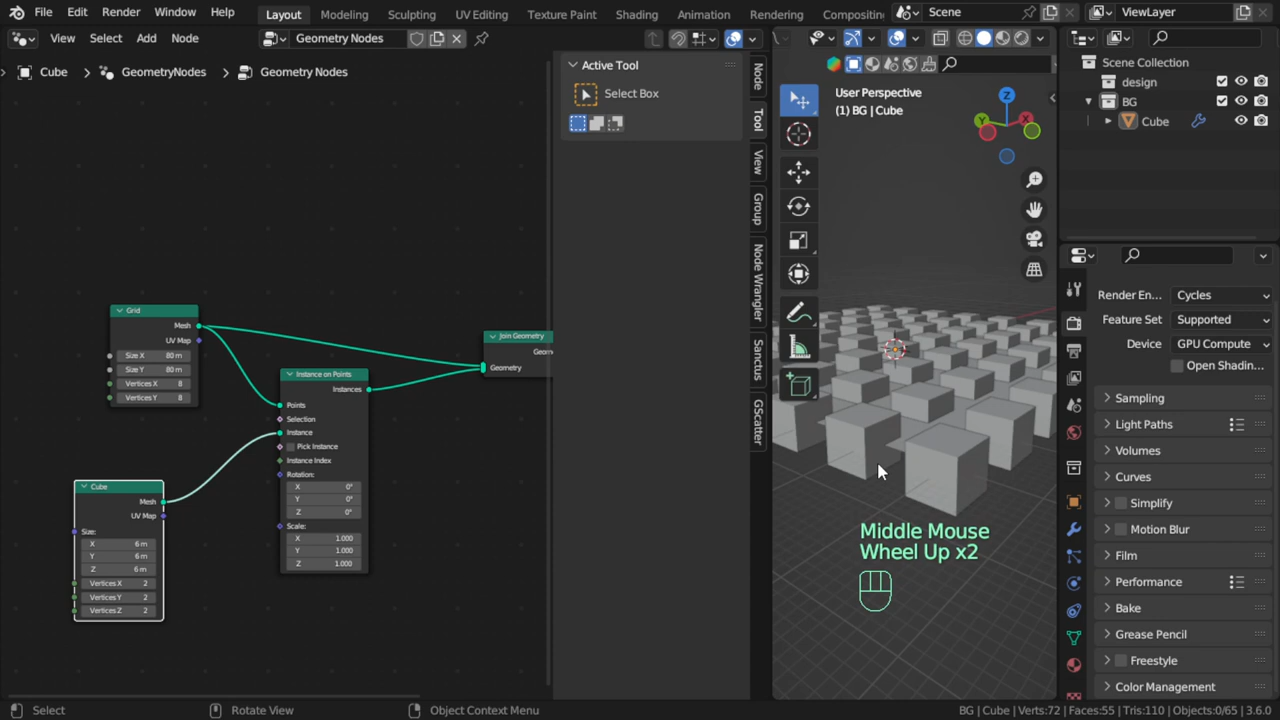 File Edit Render Window Help Layout Modeling Sculpting UV Editing Texture Paint Shading Animation Rendering Compositing Scene ViewLayer
View Select Add Node Geometry Nodes
Cube GeometryNodes Geometry Nodes
Active Tool
Select Box
Node
Tool
View
Group
Node Wrangler
Sanctus
GScatter
Grid
Mesh
UV Map
Size X 80 m
Size Y 80 m
Vertices X 8
Vertices Y 8
Instance on Points
Instances
Points
Selection
Instance
Pick Instance
Instance Index
Rotation:
X 0°
Y 0°
Z 0°
Scale:
X 1.000
Y 1.000
Z 1.000
Cube
Mesh
UV Map
Size:
X 6 m
Y 6 m
Z 6 m
Vertices X 2
Vertices Y 2
Vertices Z 2
Join Geometry
Geom
Geometry
User Perspective
(1) BG | Cube
Z
Y
X
Middle Mouse
Wheel Up x2
Scene Collection
design
BG
Cube
Render En... Cycles
Feature Set Supported
Device GPU Compute
Open Shadin...
Sampling
Light Paths
Volumes
Curves
Simplify
Motion Blur
Film
Performance
Bake
Grease Pencil
Freestyle
Color Management
Select Rotate View Object Context Menu BG | Cube | Verts:72 | Faces:55 | Tris:110 | Objects:0/65 | 3.6.0